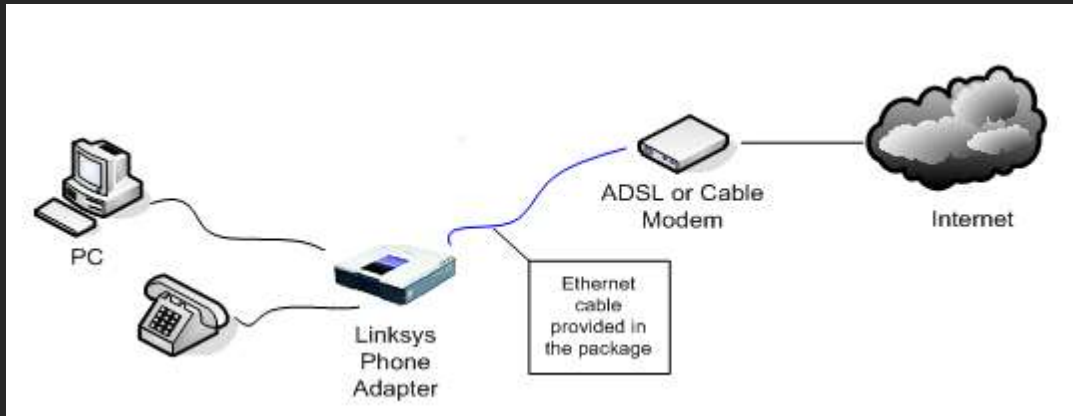 PC
Linksys
Phone
Adapter
ADSL or Cable
Modem
Ethernet
cable
provided in
the package
Internet